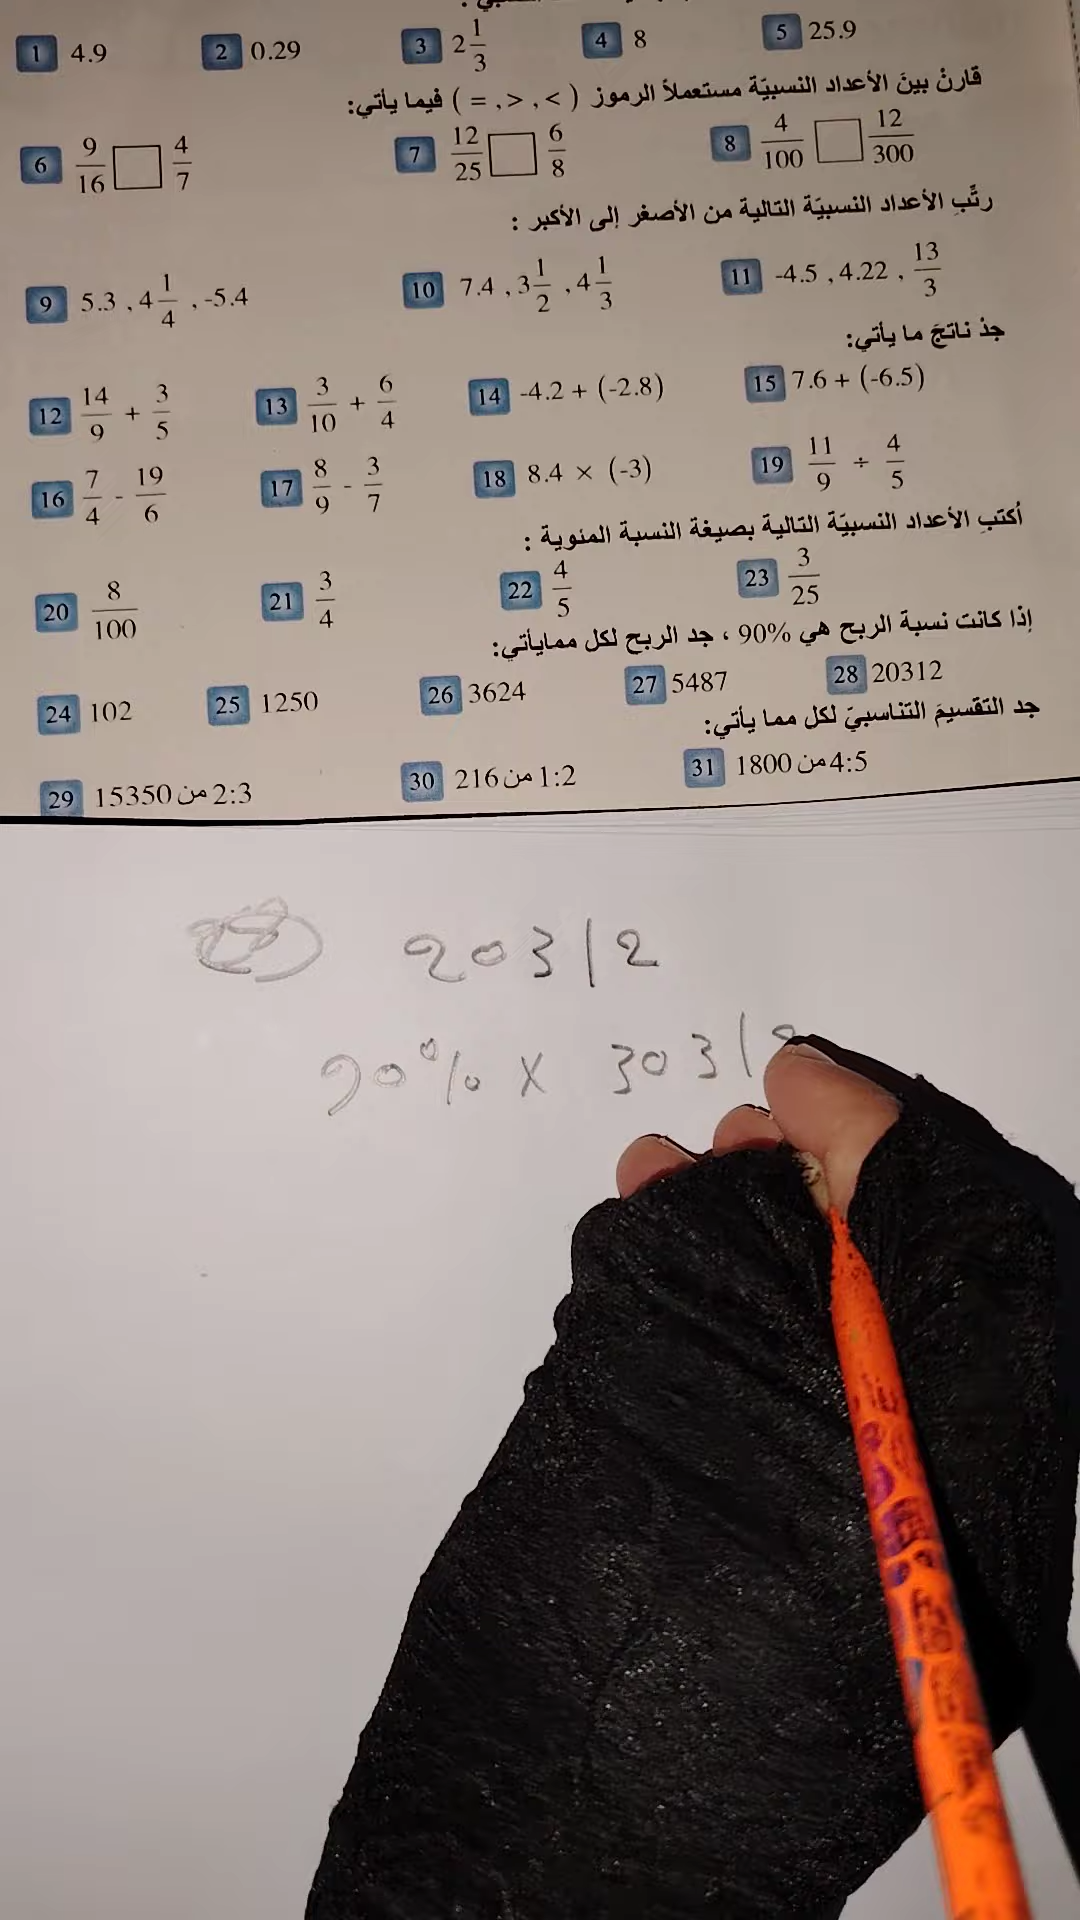 1 4.9 2 0.29 3 2 1/3 4 8 5 25.9
قارنْ بينَ الأعداد النسبيّة مستعملاً الرموز ( < ، > ، = ) فيما يأتي:
6 9/16 □ 4/7 7 12/25 □ 6/8 8 4/100 □ 12/300
رتّبِ الأعداد النسبيّة التالية من الأصغر إلى الأكبر :
9 5.3 , 4 1/4 , -5.4 10 7.4 , 3 1/2 , 4 1/3 11 -4.5 , 4.22 , 13/3
جدْ ناتجَ ما يأتي:
12 14/9 + 3/5 13 3/10 + 6/4 14 -4.2 + (-2.8) 15 7.6 + (-6.5)
16 7/4 - 19/6 17 8/9 - 3/7 18 8.4 × (-3) 19 11/9 ÷ 4/5
أكتبِ الأعداد النسبيّة التالية بصيغة النسبة المئوية :
20 8/100 21 3/4 22 4/5 23 3/25
إذا كانت نسبة الربح هي 90% ، جد الربح لكل ممايأتي:
24 102 25 1250 26 3624 27 5487 28 20312
جد التقسيمَ التناسبيّ لكل مما يأتي:
29 15350 من 2:3 30 216 من 1:2 31 1800 من 4:5
28 20312
90% × 3031